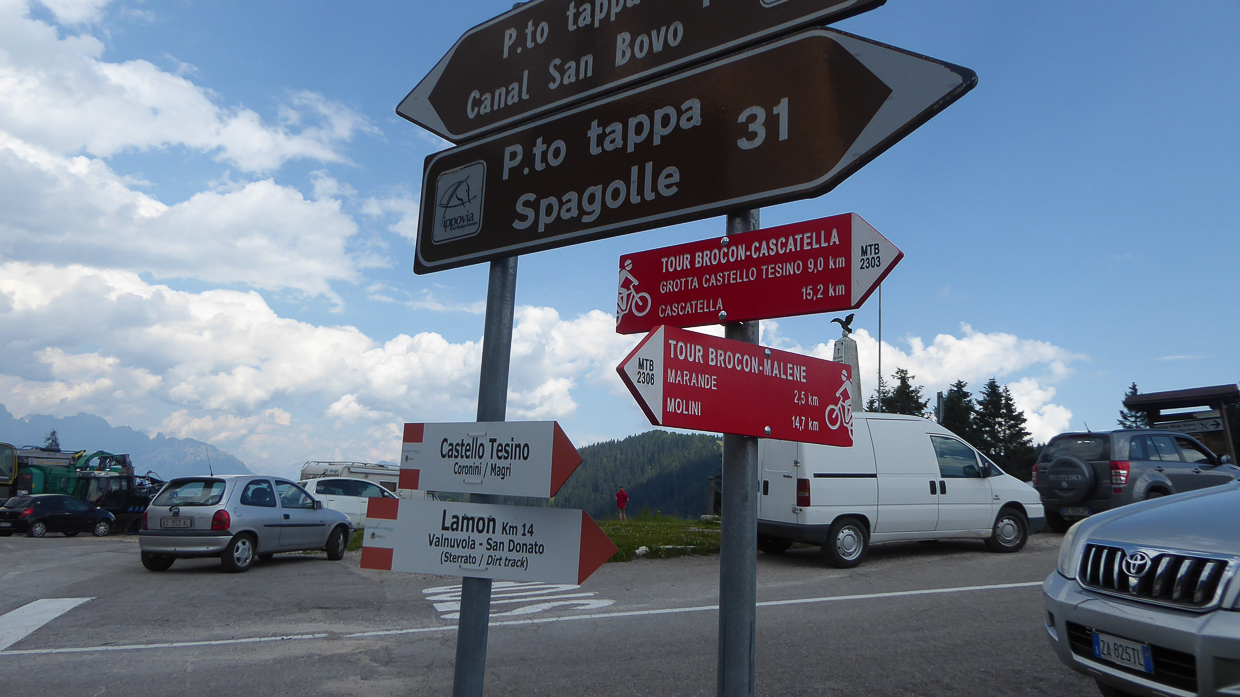 P.to tappa
Canal San Bovo
P.to tappa 31
Spagolle
ippovia
TOUR BROCON-CASCATELLA
GROTTA CASTELLO TESINO 9,0 km
CASCATELLA 15,2 km
MTB
2303
TOUR BROCON-MALENE
MARANDE 2,5 km
MOLINI 14,7 km
MTB
2306
Castello Tesino
Coronini / Magri
Lamon Km 14
Valnuvola - San Donato
(Sterrato / Dirt track)
ZA 825TL